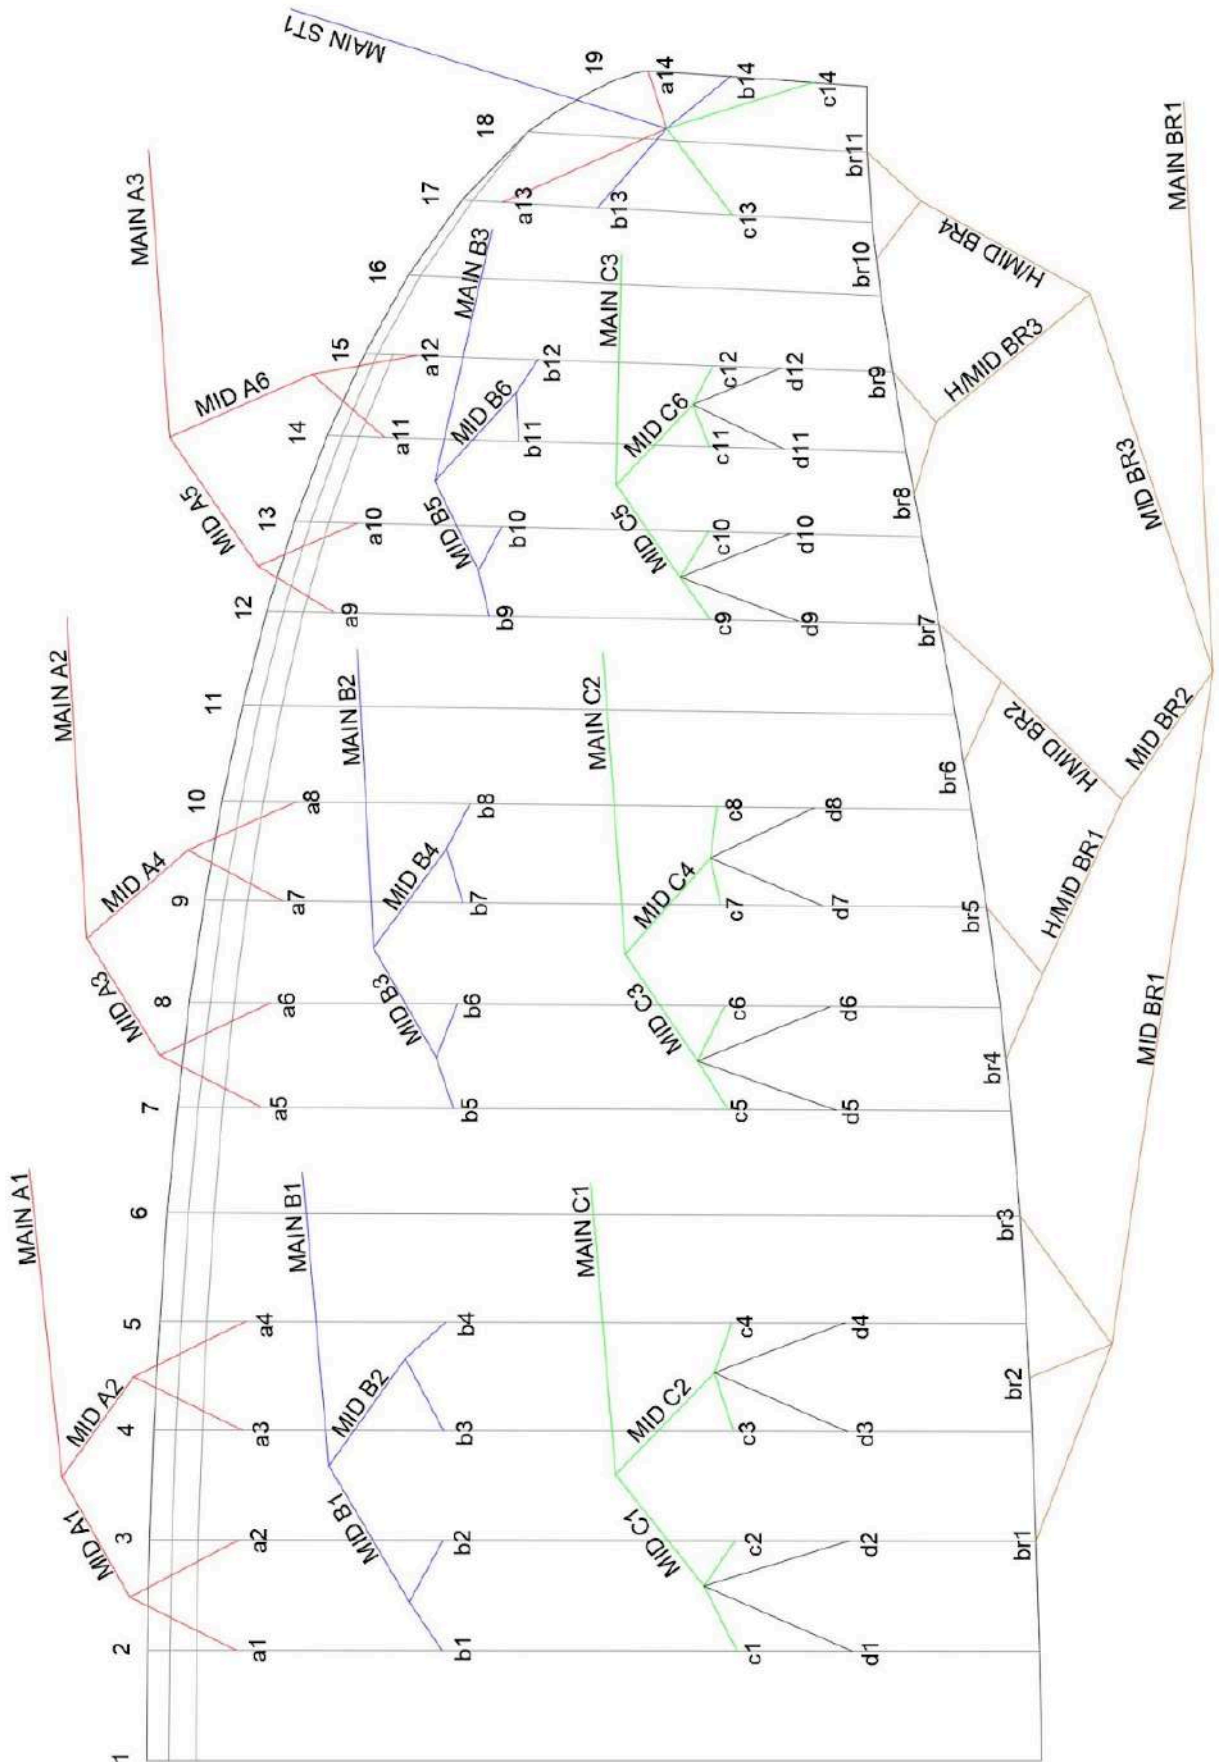 MAIN A1
MAIN A2
MAIN A3
MAIN ST1
MID A1
MID A2
MID A3
MID A4
MID A5
MID A6
1
2
3
4
5
6
7
8
9
10
11
12
13
14
15
16
17
18
19
a1
a2
a3
a4
a5
a6
a7
a8
a9
a10
a11
a12
a13
a14
MAIN B1
MAIN B2
MAIN B3
MID B1
MID B2
MID B3
MID B4
MID B5
MID B6
b1
b2
b3
b4
b5
b6
b7
b8
b9
b10
b11
b12
b13
b14
MAIN C1
MAIN C2
MAIN C3
MID C1
MID C2
MID C3
MID C4
MID C5
MID C6
c1
c2
c3
c4
c5
c6
c7
c8
c9
c10
c11
c12
c13
c14
d1
d2
d3
d4
d5
d6
d7
d8
d9
d10
d11
d12
br1
br2
br3
br4
br5
br6
br7
br8
br9
br10
br11
H/MID BR1
H/MID BR2
H/MID BR3
H/MID BR4
MID BR1
MID BR2
MID BR3
MAIN BR1